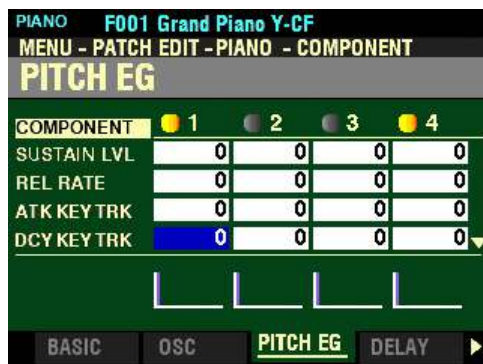 PIANO F001 Grand Piano Y-CF
MENU - PATCH EDIT - PIANO - COMPONENT
PITCH EG
COMPONENT 1 2 3 4
SUSTAIN LVL 0 0 0 0
REL RATE 0 0 0 0
ATK KEY TRK 0 0 0 0
DCY KEY TRK 0 0 0 0
BASIC OSC PITCH EG DELAY